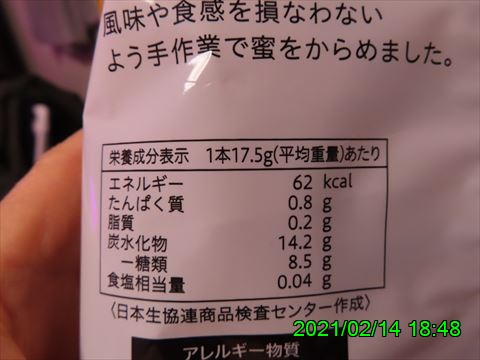 風味や食感を損なわない
よう手作業で蜜をからめました。
栄養成分表示 1本17.5g(平均重量)あたり
エネルギー 62 kcal
たんぱく質 0.8 g
脂質 0.2 g
炭水化物 14.2 g
ー糖類 8.5 g
食塩相当量 0.04 g
〈日本生協連商品検査センター作成〉
2021/02/14 18:48
アレルギー物質